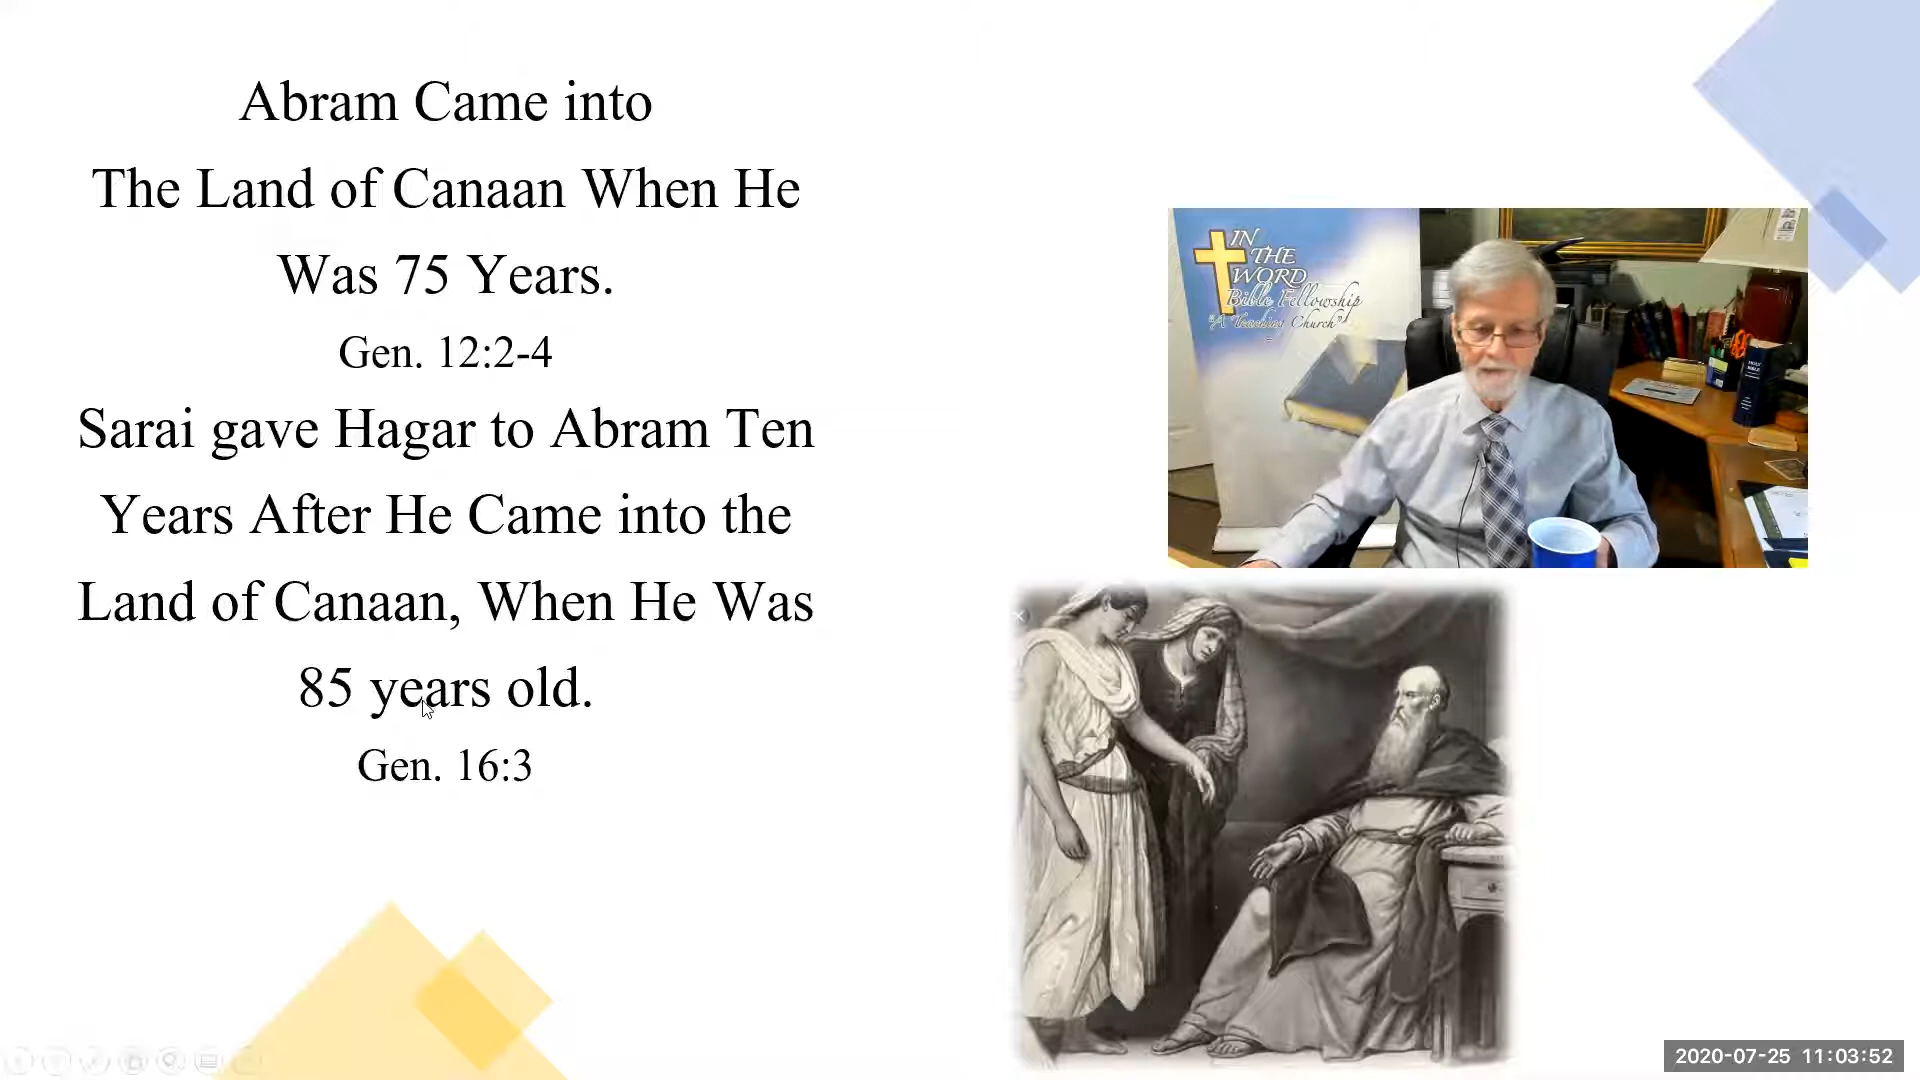 Abram Came into
The Land of Canaan When He
Was 75 Years.
Gen. 12:2-4
Sarai gave Hagar to Abram Ten
Years After He Came into the
Land of Canaan, When He Was
85 years old.
Gen. 16:3
IN
THE
WORD
Bible Fellowship
"A Teaching Church"
HOLY
BIBLE
2020-07-25 11:03:52